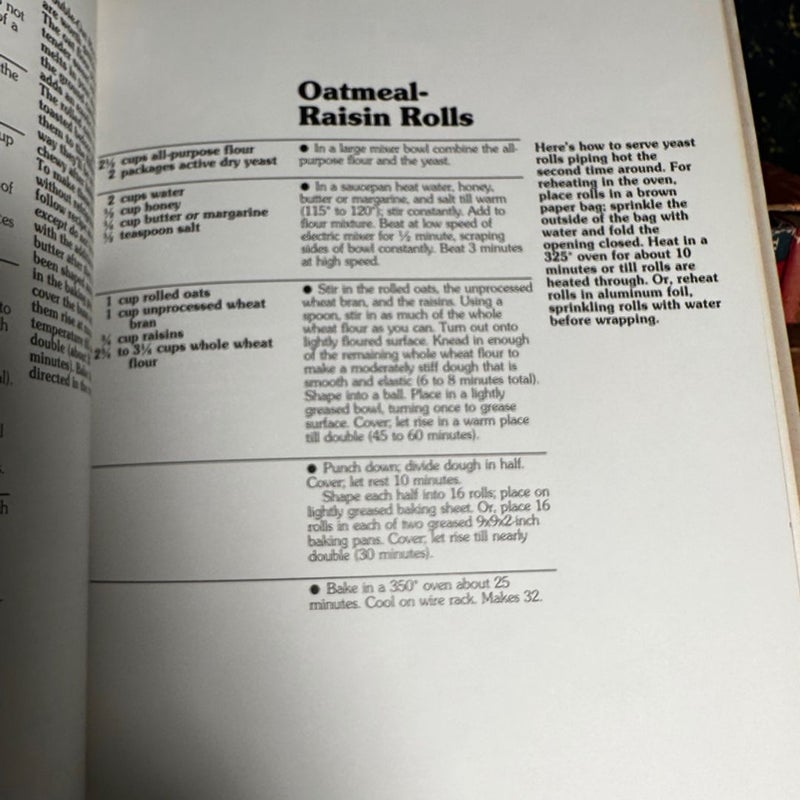 not
of a
the
up
of
Oatmeal-
Raisin Rolls
cups all-purpose flour
2 packages active dry yeast
● In a large mixer bowl combine the all-
purpose flour and the yeast.
2 cups water
cup honey
cup butter or margarine
teaspoon salt
● In a saucepan heat water, honey,
butter or margarine, and salt till warm
(115° to 120°); stir constantly. Add to
flour mixture. Beat at low speed of
electric mixer for ½ minute, scraping
sides of bowl constantly. Beat 3 minutes
at high speed.
1 cup rolled oats
1 cup unprocessed wheat
bran
cup raisins
to cups whole wheat
flour
● Stir in the rolled oats, the unprocessed
wheat bran, and the raisins. Using a
spoon, stir in as much of the whole
wheat flour as you can. Turn out onto
lightly floured surface. Knead in enough
of the remaining whole wheat flour to
make a moderately stiff dough that is
smooth and elastic (6 to 8 minutes total).
Shape into a ball. Place in a lightly
greased bowl, turning once to grease
surface. Cover; let rise in a warm place
till double (45 to 60 minutes).
● Punch down; divide dough in half.
Cover; let rest 10 minutes.
Shape each half into 16 rolls; place on
lightly greased baking sheet. Or, place 16
rolls in each of two greased 9x9x2-inch
baking pans. Cover; let rise till nearly
double (30 minutes).
● Bake in a 350° oven about 25
minutes. Cool on wire rack. Makes 32.
Here's how to serve yeast
rolls piping hot the
second time around. For
reheating in the oven,
place rolls in a brown
paper bag; sprinkle the
outside of the bag with
water and fold the
opening closed. Heat in a
325° oven for about 10
minutes or till rolls are
heated through. Or, reheat
rolls in aluminum foil,
sprinkling rolls with water
before wrapping.